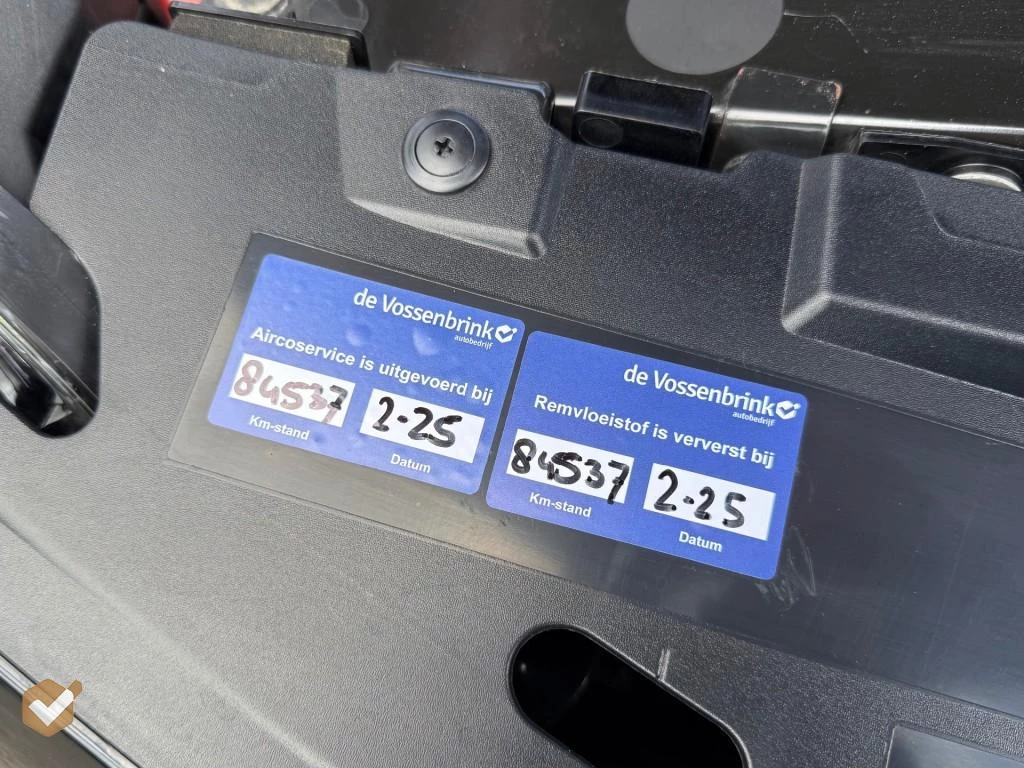 de Vossenbrink
autobedrijf
Aircoservice is uitgevoerd bij
84537 2-25
Km-stand Datum
de Vossenbrink
autobedrijf
Remvloeistof is ververst bij
84537 2-25
Km-stand Datum